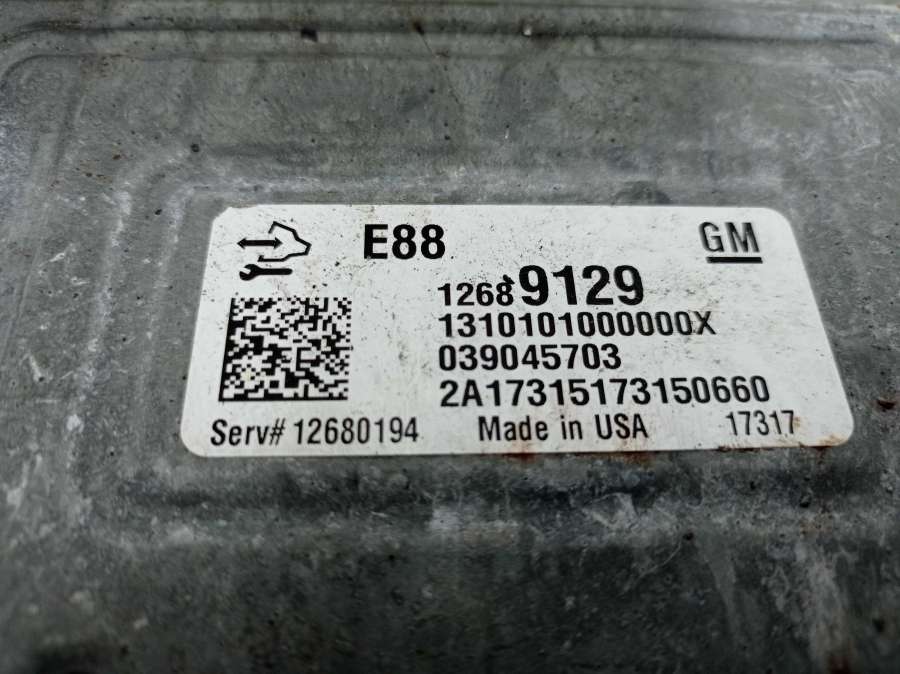 E88
GM
12689129
1310101000000X
039045703
2A17315173150660
Serv# 12680194 Made in USA 17317